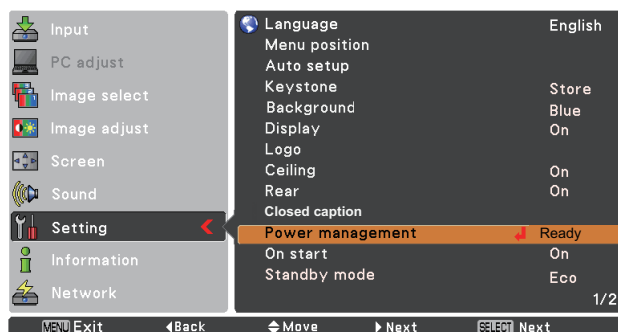 Input
PC adjust
Image select
Image adjust
Screen
Sound
Setting
Information
Network
Language English
Menu position
Auto setup
Keystone Store
Background Blue
Display On
Logo
Ceiling On
Rear On
Closed caption
Power management Ready
On start On
Standby mode Eco
1/2
MENU Exit Back Move Next SELECT Next